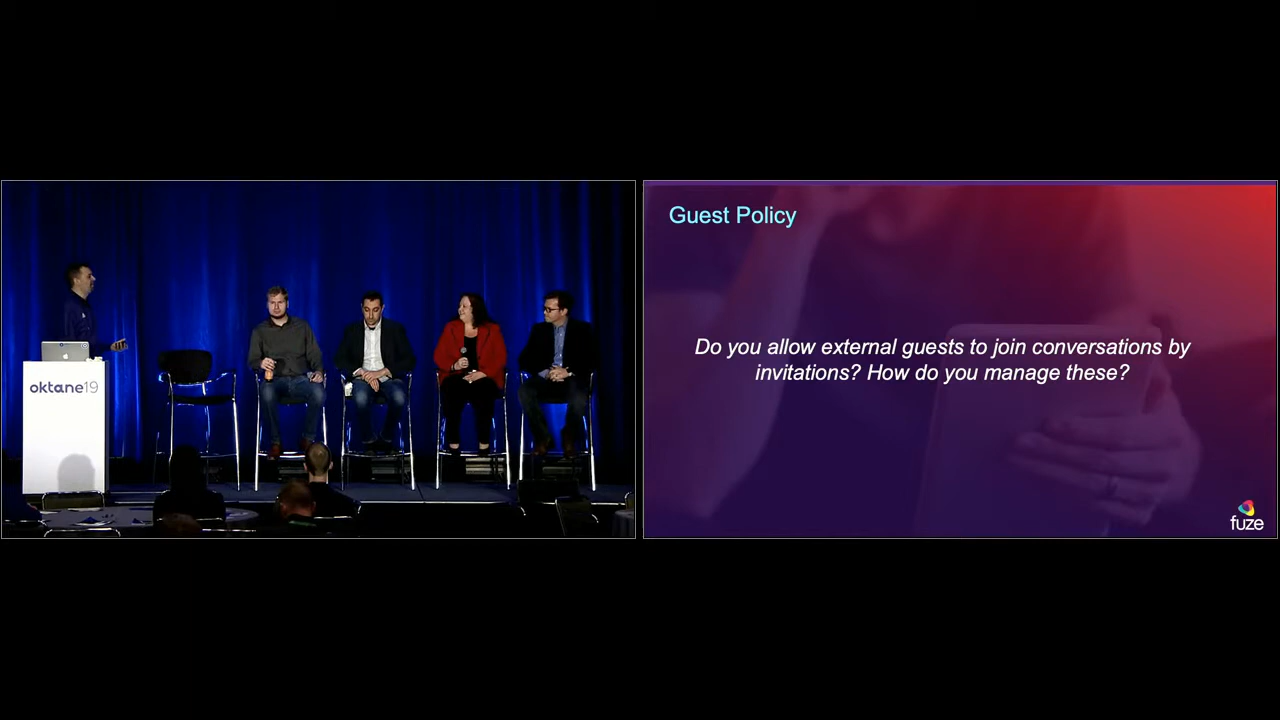 oktane19
Guest Policy
Do you allow external guests to join conversations by
invitations? How do you manage these?
fuze